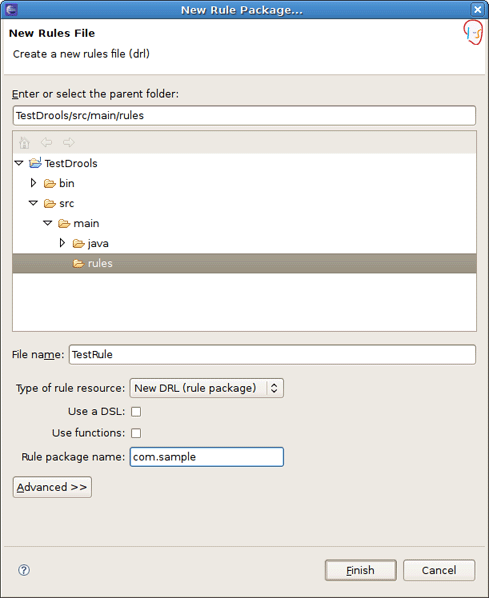 New Rule Package...
New Rules File
Create a new rules file (drl)
Enter or select the parent folder:
TestDrools/src/main/rules
TestDrools
bin
src
main
java
rules
File name: TestRule
Type of rule resource: New DRL (rule package)
Use a DSL:
Use functions:
Rule package name: com.sample
Advanced >>
? Finish Cancel